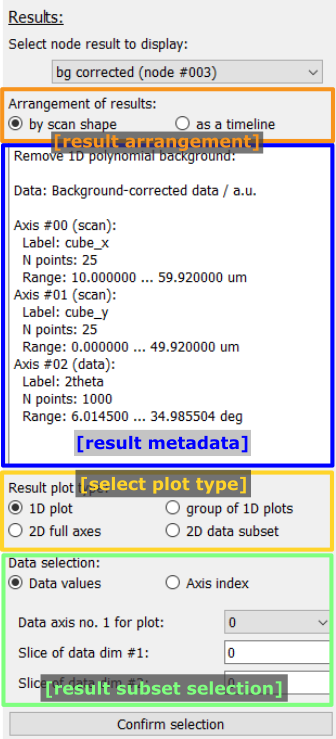 Results:
Select node result to display:
bg corrected (node #003)
Arrangement of results:
by scan shape
as a timeline
[result arrangement]
Remove 1D polynomial background:
Data: Background-corrected data / a.u.
Axis #00 (scan):
Label: cube_x
N points: 25
Range: 10.000000 ... 59.920000 um
Axis #01 (scan):
Label: cube_y
N points: 25
Range: 0.000000 ... 49.920000 um
Axis #02 (data):
Label: 2theta
N points: 1000
Range: 6.014500 ... 34.985504 deg
[result metadata]
[select plot type]
Result plot type:
1D plot
group of 1D plots
2D full axes
2D data subset
Data selection:
Data values
Axis index
Data axis no. 1 for plot:
0
Slice of data dim #1:
0
Slice of data dim
0
[result subset selection]
Confirm selection